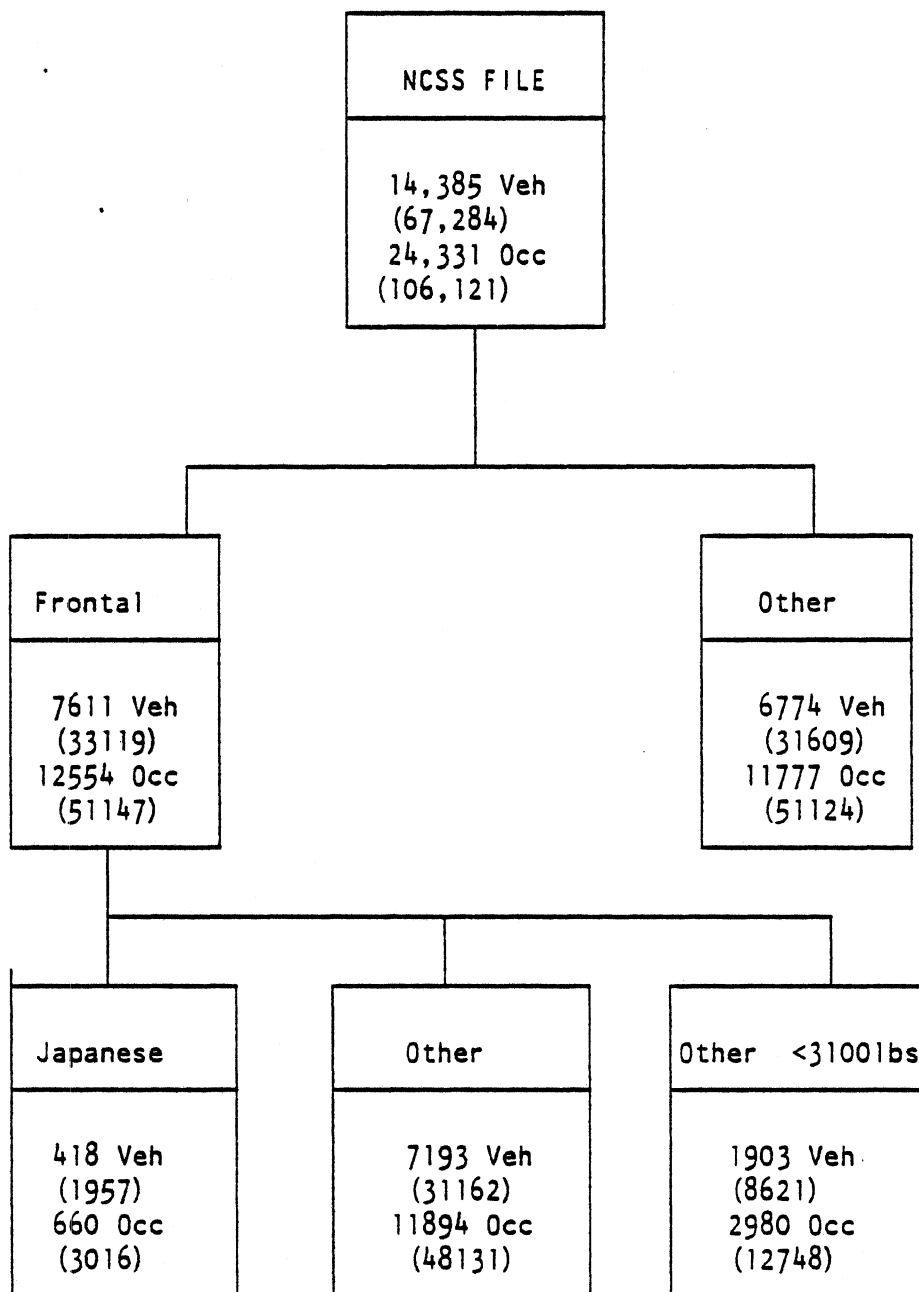 NCSS FILE
14,385 Veh
(67,284)
24,331 Occ
(106,121)
Frontal
7611 Veh
(33119)
12554 Occ
(51147)
Other
6774 Veh
(31609)
11777 Occ
(51124)
Japanese
418 Veh
(1957)
660 Occ
(3016)
Other
7193 Veh
(31162)
11894 Occ
(48131)
Other <3100lbs
1903 Veh
(8621)
2980 Occ
(12748)